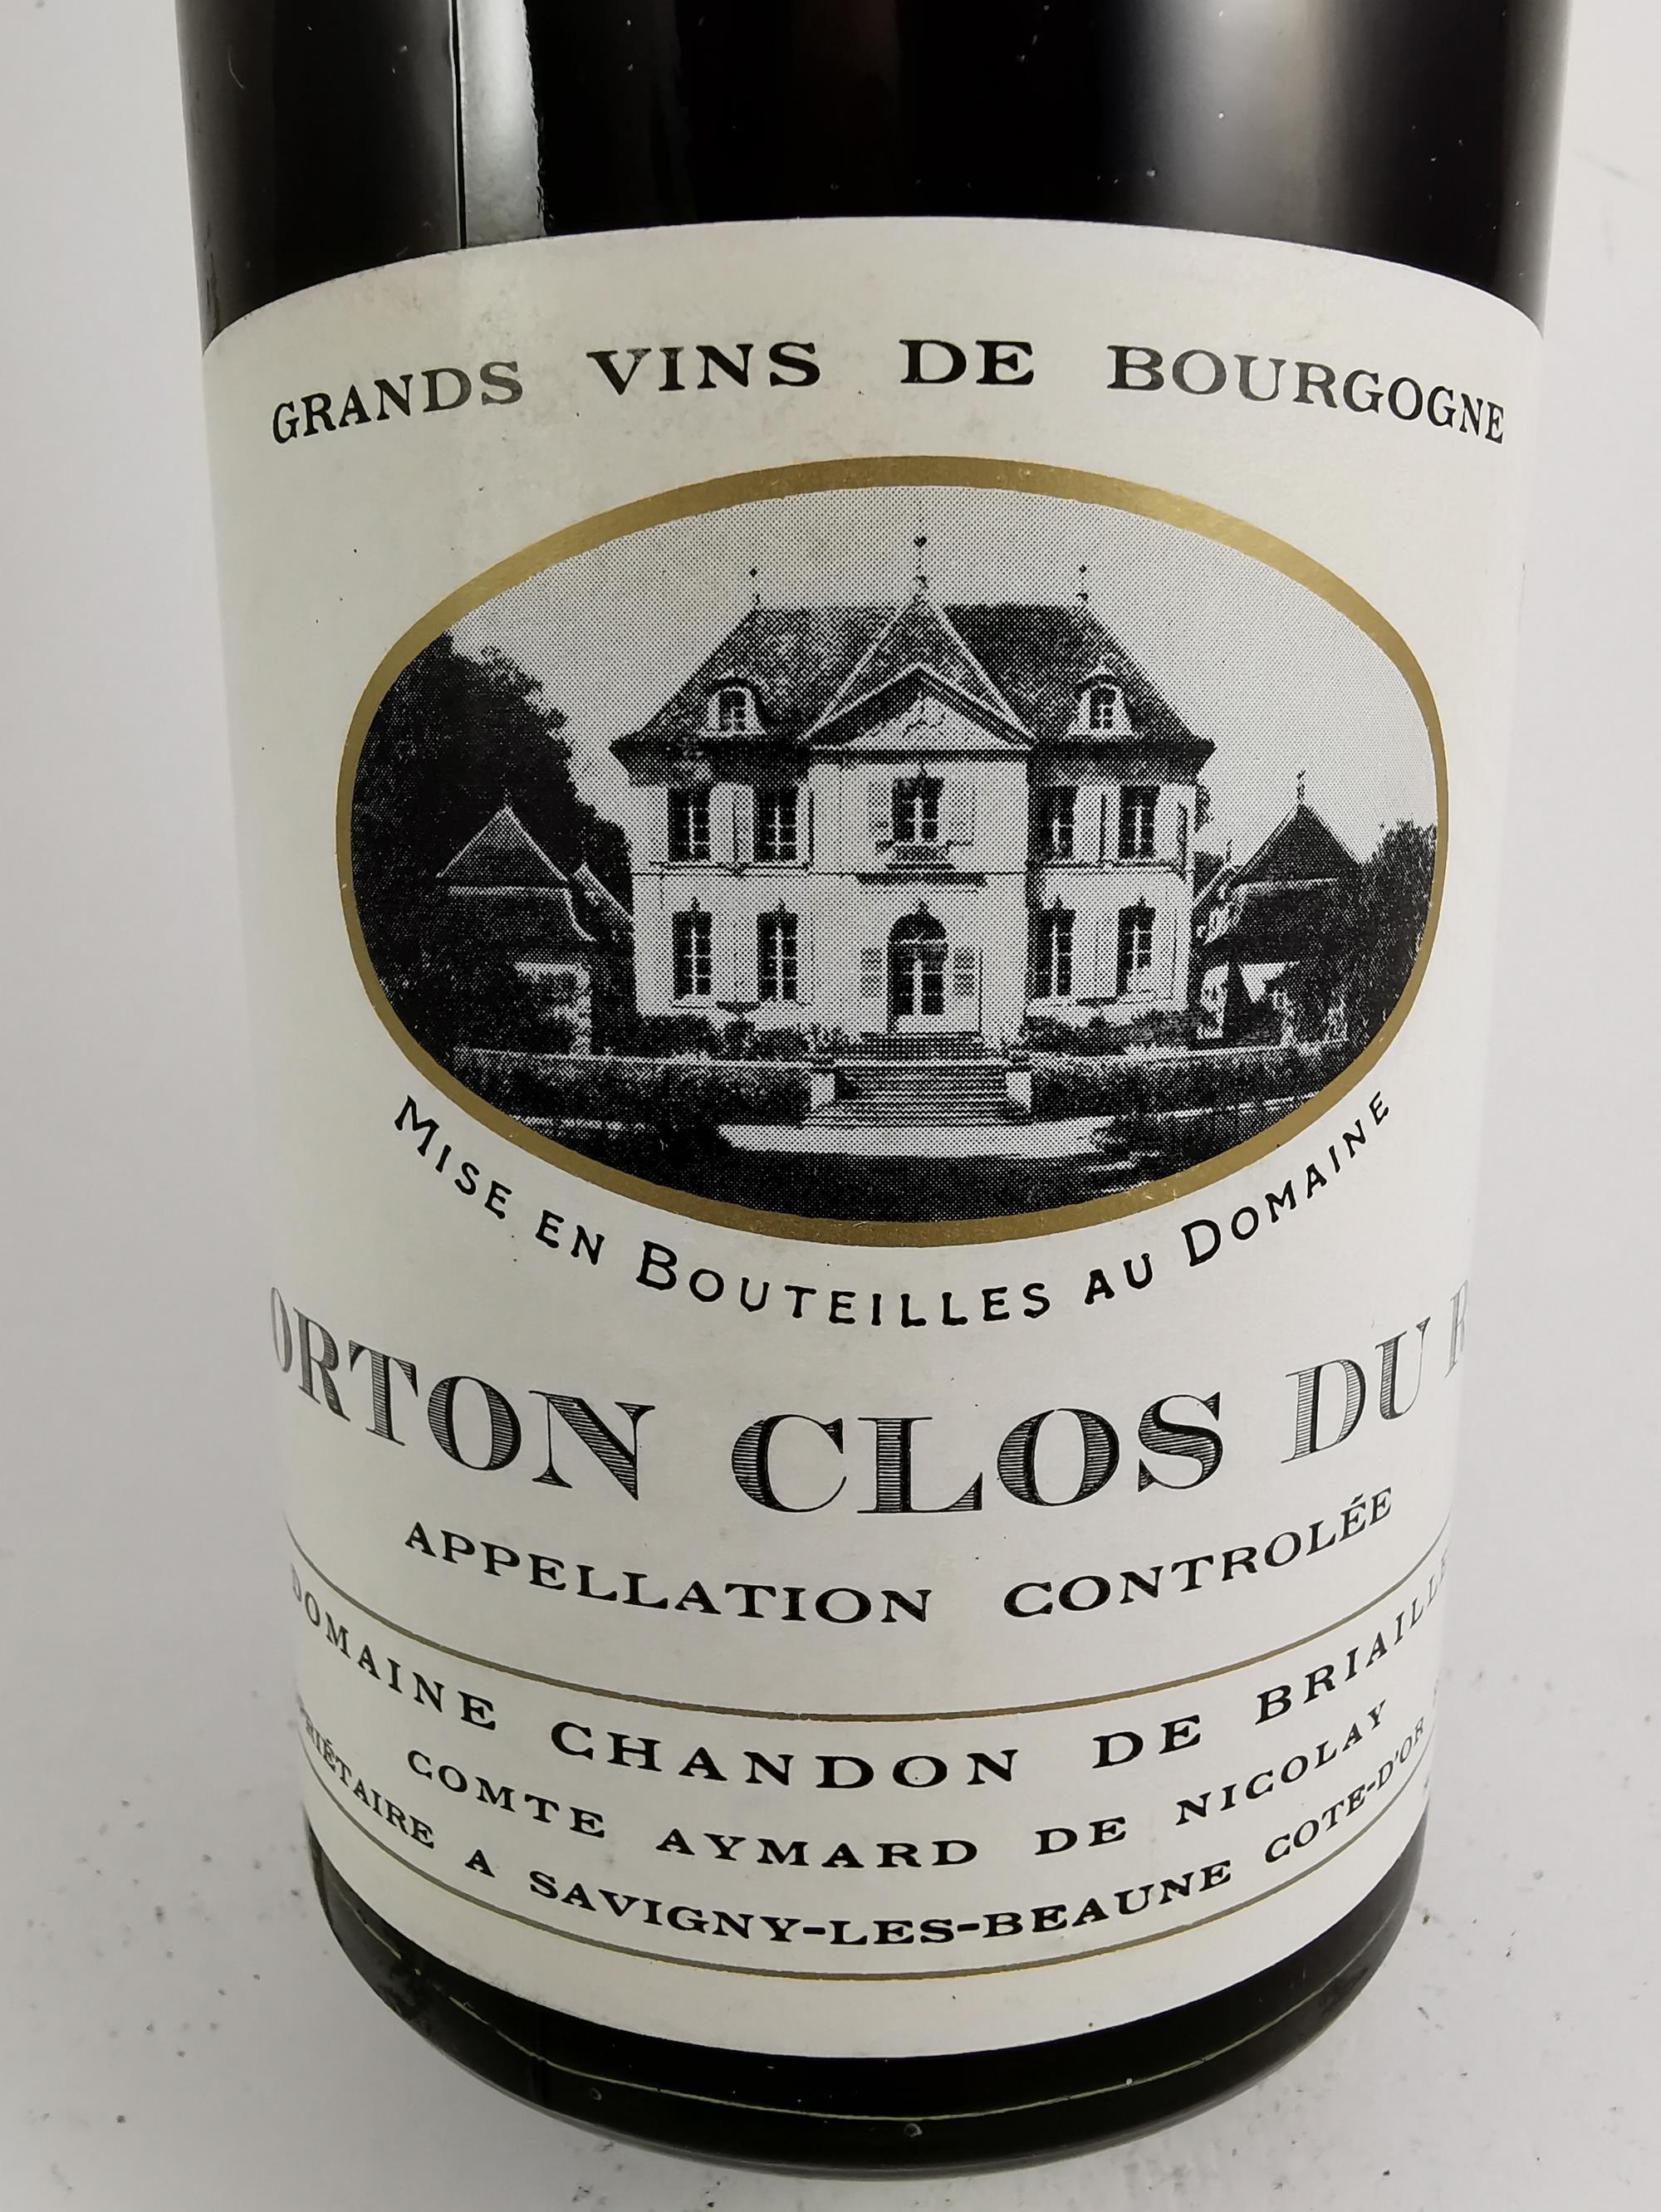 GRANDS VINS DE BOURGOGNE
MISE EN BOUTEILLES AU DOMAINE
ORTON CLOS DU R
APPELLATION CONTROLÉE
DOMAINE CHANDON DE BRIAILLE
COMTE AYMARD DE NICOLAY
RIÉTAIRE A SAVIGNY-LES-BEAUNE COTE-D'OR